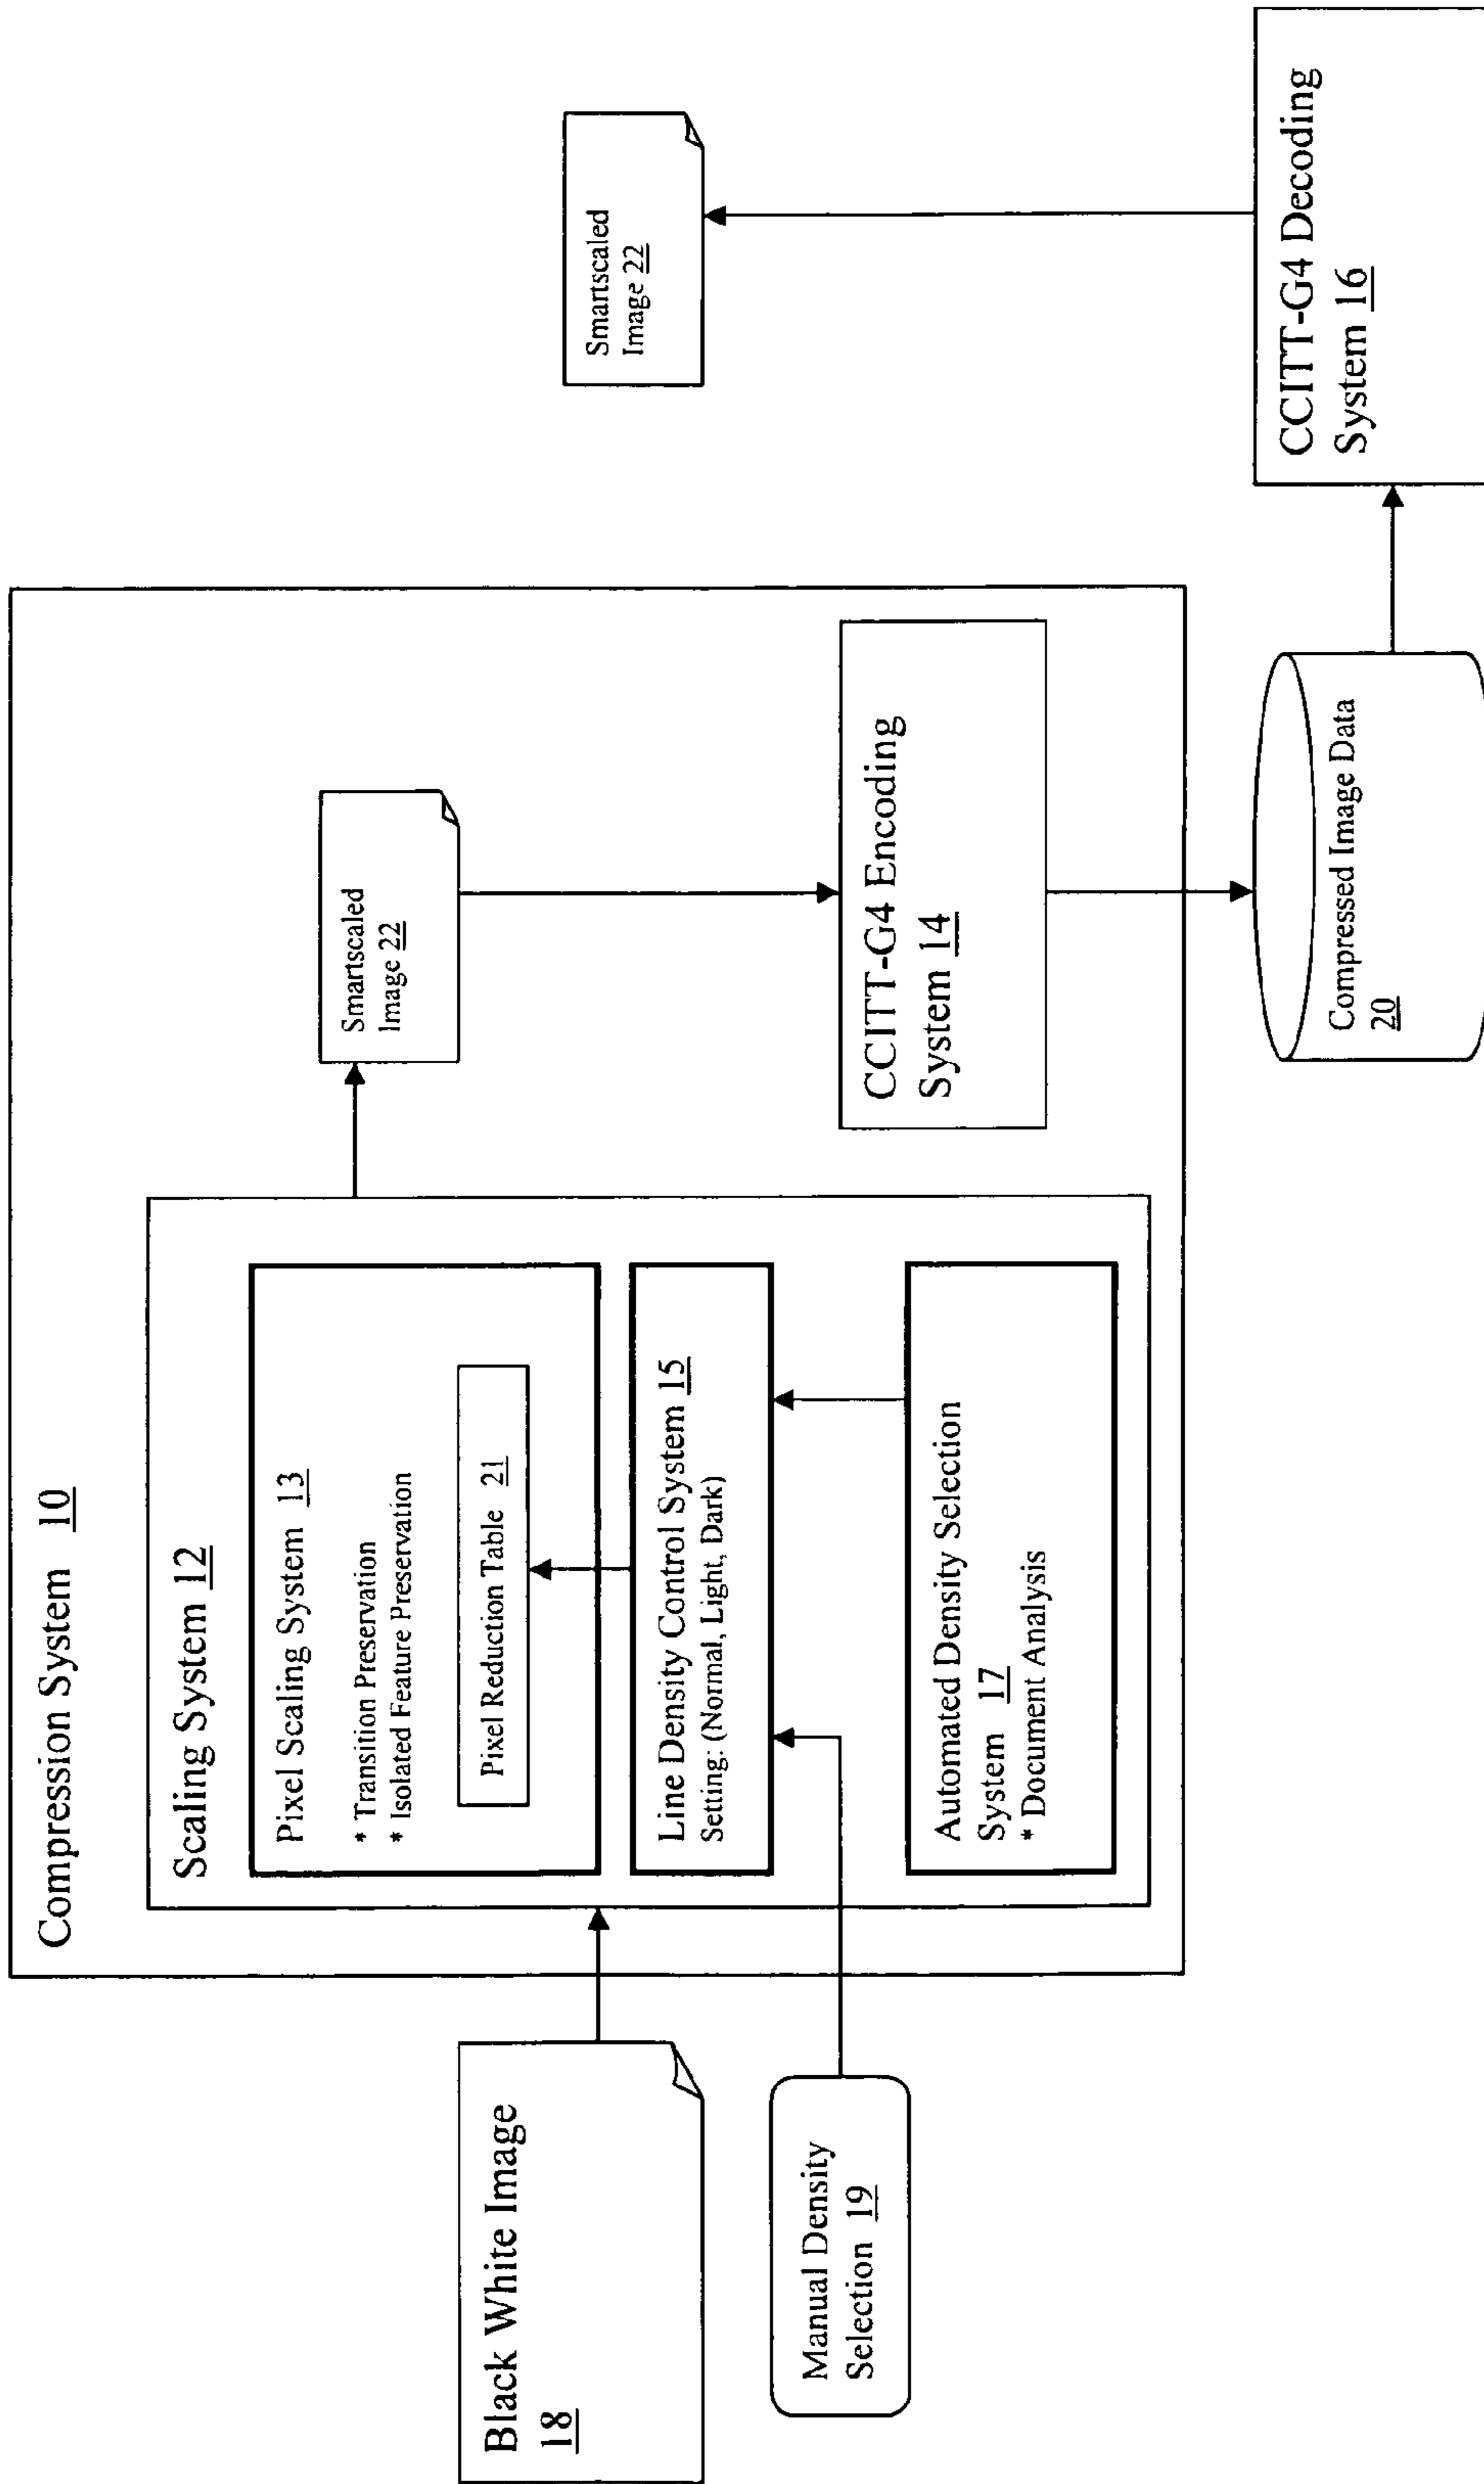 Compression System 10
Scaling System 12
Pixel Scaling System 13
* Transition Preservation
* Isolated Feature Preservation
Pixel Reduction Table 21
Line Density Control System 15
Setting: (Normal, Light, Dark)
Automated Density Selection
System 17
* Document Analysis
Black White Image
18
Manual Density
Selection 19
Smartscaled
Image 22
CCITT-G4 Encoding
System 14
Compressed Image Data
20
Smartscaled
Image 22
CCITT-G4 Decoding
System 16